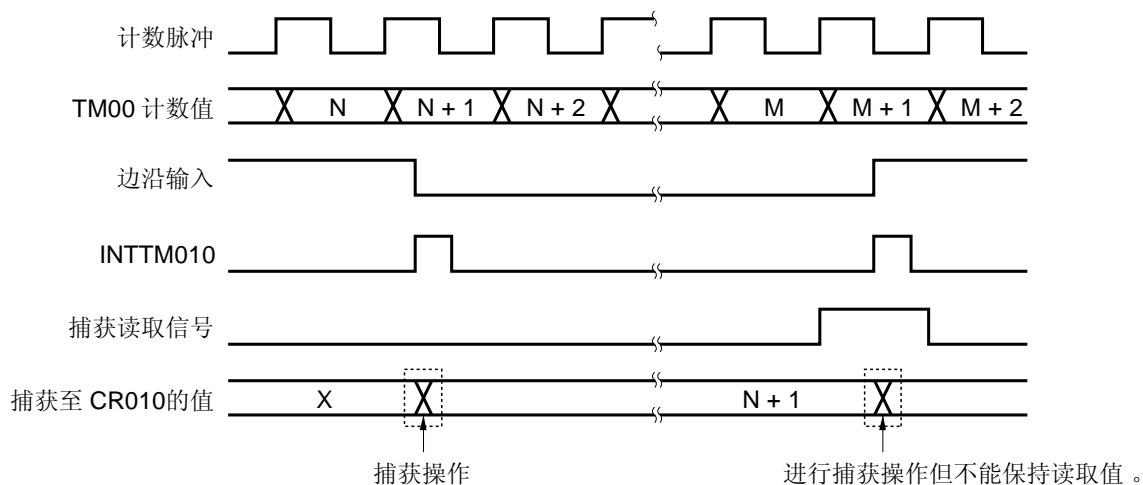 计数脉冲
TM00 计数值 N N + 1 N + 2 M M + 1 M + 2
边沿输入
INTTM010
捕获读取信号
捕获至 CR010的值 X N + 1
捕获操作 进行捕获操作但不能保持读取值 。